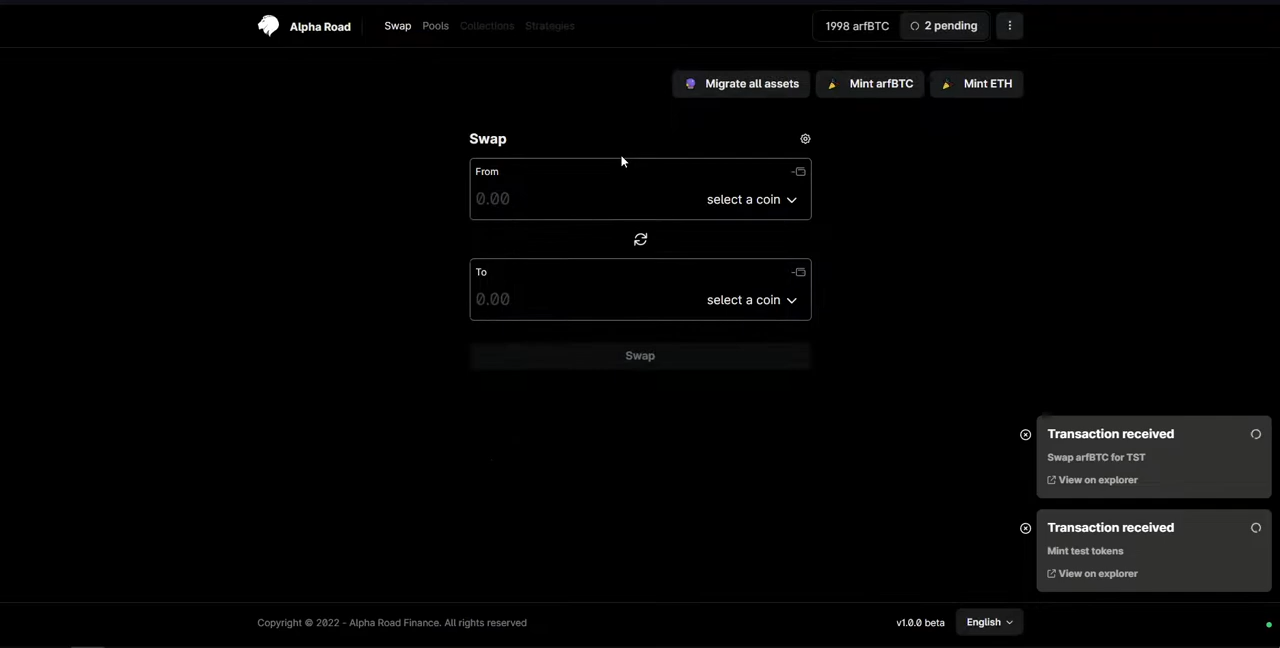 Alpha Road
Swap
Pools
Collections
Strategies
1998 arfBTC
2 pending
Migrate all assets
Mint arfBTC
Mint ETH
Swap
From
0.00
select a coin
To
0.00
select a coin
Swap
Transaction received
Swap arfBTC for TST
View on explorer
Transaction received
Mint test tokens
View on explorer
Copyright © 2022 - Alpha Road Finance. All rights reserved
v1.0.0 beta
English